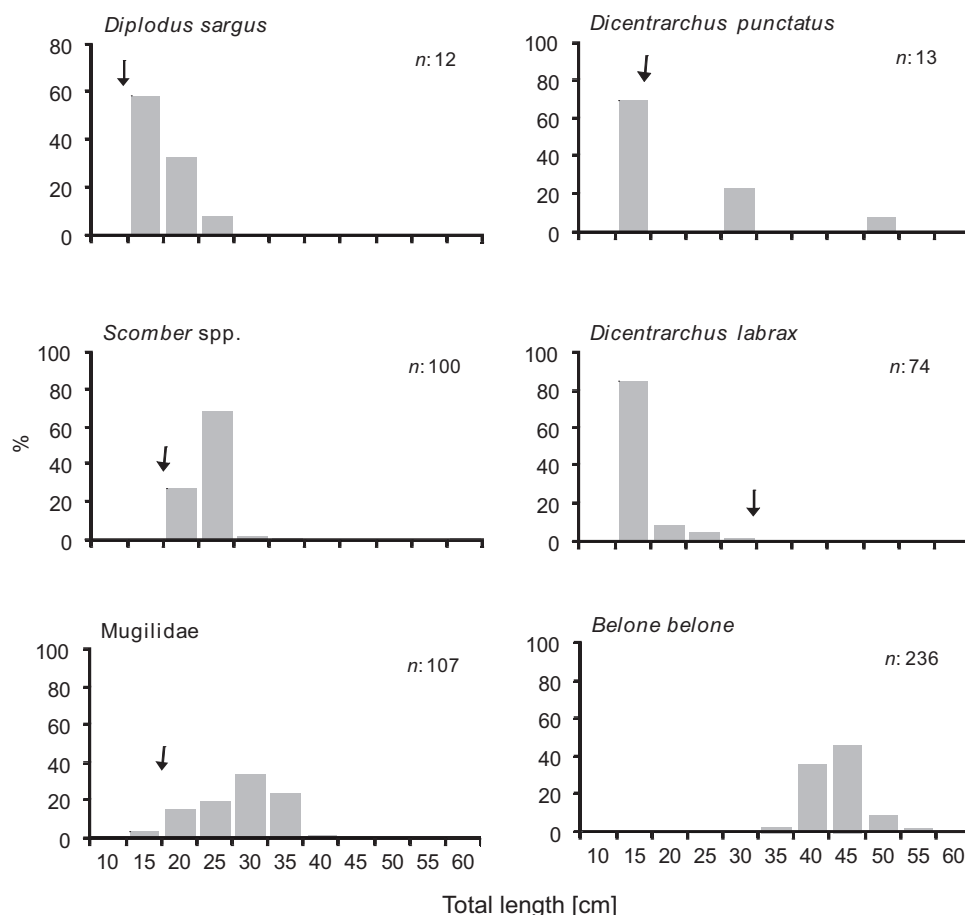 Diplodus sargus
n: 12
80
60
40
20
0
Dicentrarchus punctatus
n: 13
100
80
60
40
20
0
Scomber spp.
n: 100
100
80
60
40
20
0
%
Dicentrarchus labrax
n: 74
100
80
60
40
20
0
Mugilidae
n: 107
100
80
60
40
20
0
10 15 20 25 30 35 40 45 50 55 60
Belone belone
n: 236
100
80
60
40
20
0
10 15 20 25 30 35 40 45 50 55 60
Total length [cm]